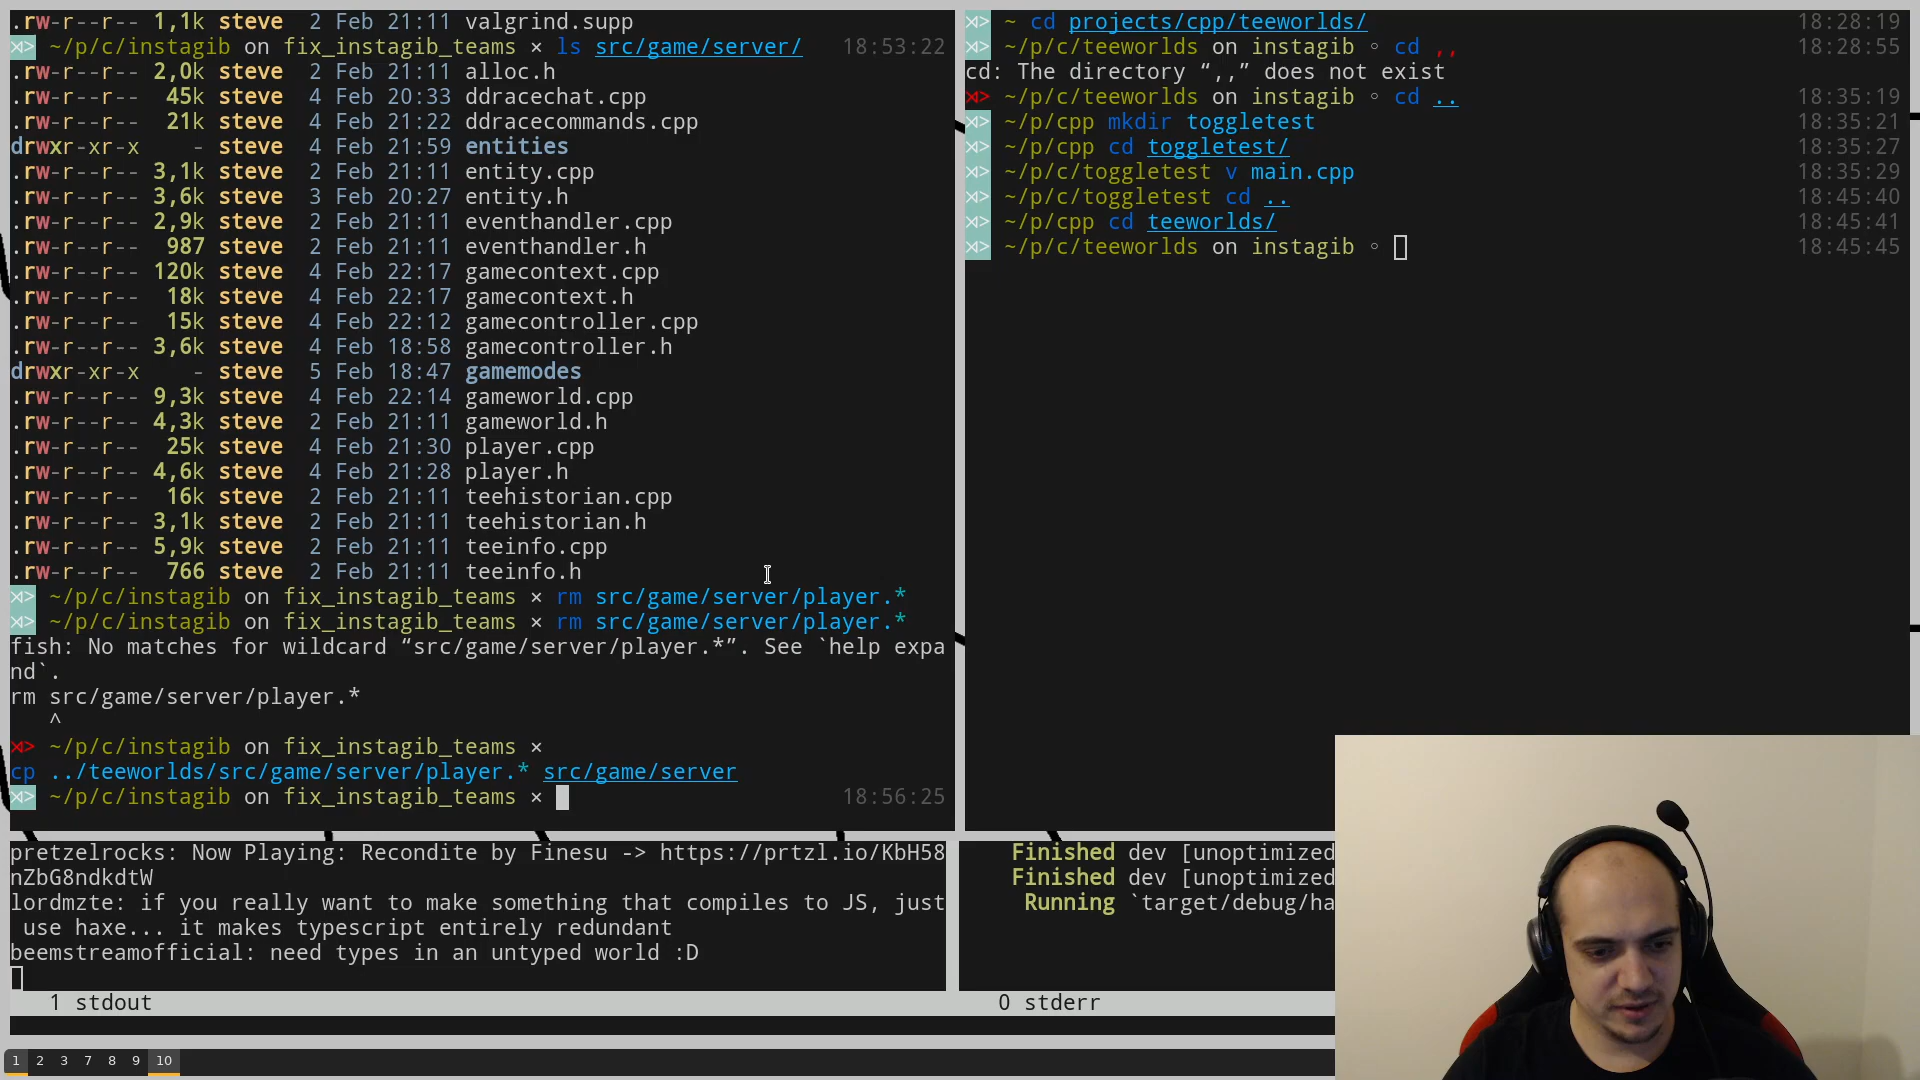 .rw-r--r-- 1,1k steve 2 Feb 21:11 valgrind.supp
~/p/c/instagib on fix_instagib_teams × ls src/game/server/ 18:53:22
.rw-r--r-- 2,0k steve 2 Feb 21:11 alloc.h
.rw-r--r-- 45k steve 4 Feb 20:33 ddracechat.cpp
.rw-r--r-- 21k steve 4 Feb 21:22 ddracecommands.cpp
drwxr-xr-x - steve 4 Feb 21:59 entities
.rw-r--r-- 3,1k steve 2 Feb 21:11 entity.cpp
.rw-r--r-- 3,6k steve 3 Feb 20:27 entity.h
.rw-r--r-- 2,9k steve 2 Feb 21:11 eventhandler.cpp
.rw-r--r-- 987 steve 2 Feb 21:11 eventhandler.h
.rw-r--r-- 120k steve 4 Feb 22:17 gamecontext.cpp
.rw-r--r-- 18k steve 4 Feb 22:17 gamecontext.h
.rw-r--r-- 15k steve 4 Feb 22:12 gamecontroller.cpp
.rw-r--r-- 3,6k steve 4 Feb 18:58 gamecontroller.h
drwxr-xr-x - steve 5 Feb 18:47 gamemodes
.rw-r--r-- 9,3k steve 4 Feb 22:14 gameworld.cpp
.rw-r--r-- 4,3k steve 2 Feb 21:11 gameworld.h
.rw-r--r-- 25k steve 4 Feb 21:30 player.cpp
.rw-r--r-- 4,6k steve 4 Feb 21:28 player.h
.rw-r--r-- 16k steve 2 Feb 21:11 teehistorian.cpp
.rw-r--r-- 3,1k steve 2 Feb 21:11 teehistorian.h
.rw-r--r-- 5,9k steve 2 Feb 21:11 teeinfo.cpp
.rw-r--r-- 766 steve 2 Feb 21:11 teeinfo.h
~/p/c/instagib on fix_instagib_teams × rm src/game/server/player.*
~/p/c/instagib on fix_instagib_teams × rm src/game/server/player.*
fish: No matches for wildcard “src/game/server/player.*”. See `help expa
nd`.
rm src/game/server/player.*
^
~/p/c/instagib on fix_instagib_teams ×
cp ../teeworlds/src/game/server/player.* src/game/server
~/p/c/instagib on fix_instagib_teams × 18:56:25
~ cd projects/cpp/teeworlds/ 18:28:19
~/p/c/teeworlds on instagib ◦ cd ,, 18:28:55
cd: The directory “,,” does not exist
~/p/c/teeworlds on instagib ◦ cd .. 18:35:19
~/p/cpp mkdir toggletest 18:35:21
~/p/cpp cd toggletest/ 18:35:27
~/p/c/toggletest v main.cpp 18:35:29
~/p/c/toggletest cd .. 18:45:40
~/p/cpp cd teeworlds/ 18:45:41
~/p/c/teeworlds on instagib ◦ 18:45:45
pretzelrocks: Now Playing: Recondite by Finesu -> https://prtzl.io/KbH58
nZbG8ndkdtW
lordmzte: if you really want to make something that compiles to JS, just
use haxe... it makes typescript entirely redundant
beemstreamofficial: need types in an untyped world :D
1 stdout
Finished dev [unoptimized
Finished dev [unoptimized
Running `target/debug/ha
0 stderr
1 2 3 7 8 9 10